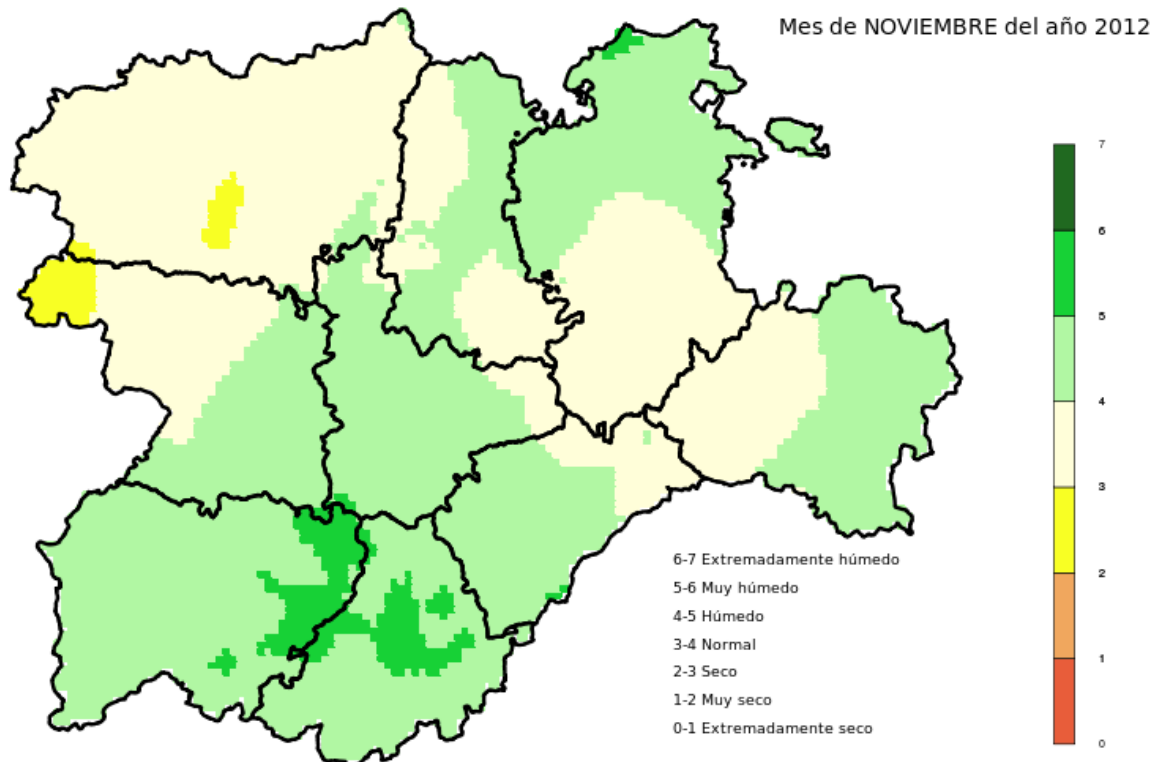 Mes de NOVIEMBRE del año 2012
7
6
5
4
3
2
1
0
6-7 Extremadamente húmedo
5-6 Muy húmedo
4-5 Húmedo
3-4 Normal
2-3 Seco
1-2 Muy seco
0-1 Extremadamente seco